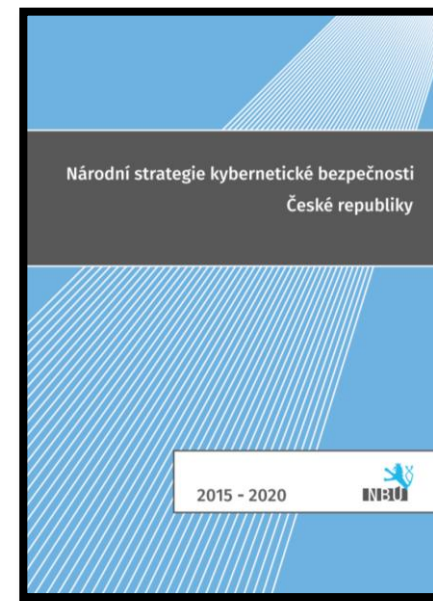 Národní strategie kybernetické bezpečnosti
České republiky
2015 - 2020
NBÚ